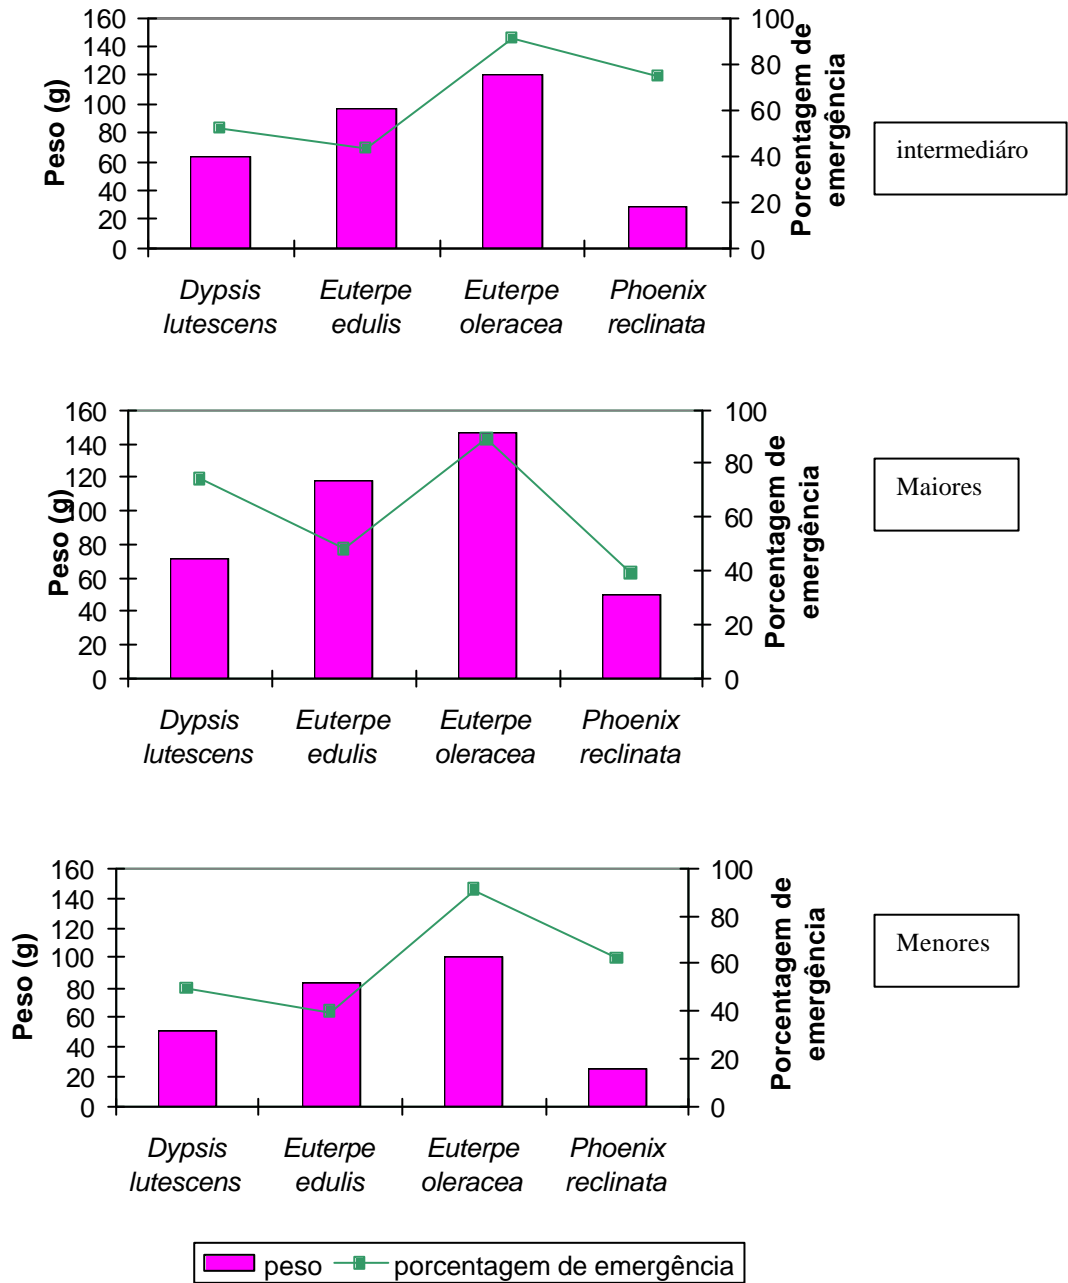 160
140
120
100
80
60
40
20
0
Peso (g)
100
80
60
40
20
0
Porcentagem de
emergência
Dypsis
lutescens
Euterpe
edulis
Euterpe
oleracea
Phoenix
reclinata
intermediáro
160
140
120
100
80
60
40
20
0
Peso (g)
100
80
60
40
20
0
Porcentagem de
emergência
Dypsis
lutescens
Euterpe
edulis
Euterpe
oleracea
Phoenix
reclinata
Maiores
160
140
120
100
80
60
40
20
0
Peso (g)
100
80
60
40
20
0
Porcentagem de
emergência
Dypsis
lutescens
Euterpe
edulis
Euterpe
oleracea
Phoenix
reclinata
Menores
peso
porcentagem de emergência